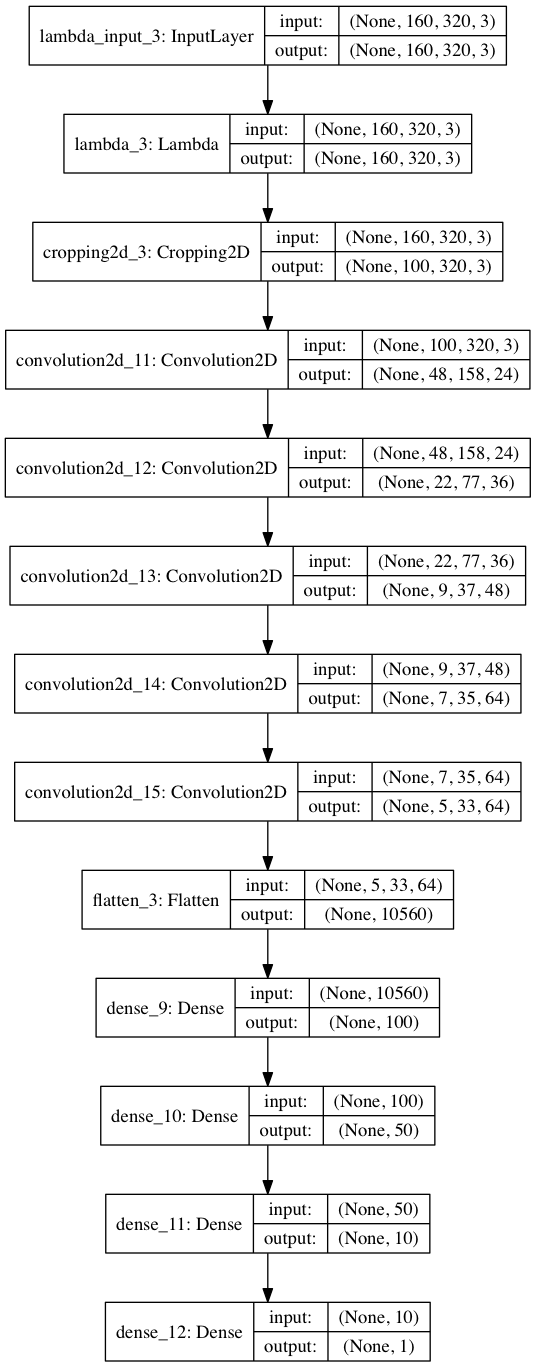 lambda_input_3: InputLayer
input: (None, 160, 320, 3)
output: (None, 160, 320, 3)
lambda_3: Lambda
input: (None, 160, 320, 3)
output: (None, 160, 320, 3)
cropping2d_3: Cropping2D
input: (None, 160, 320, 3)
output: (None, 100, 320, 3)
convolution2d_11: Convolution2D
input: (None, 100, 320, 3)
output: (None, 48, 158, 24)
convolution2d_12: Convolution2D
input: (None, 48, 158, 24)
output: (None, 22, 77, 36)
convolution2d_13: Convolution2D
input: (None, 22, 77, 36)
output: (None, 9, 37, 48)
convolution2d_14: Convolution2D
input: (None, 9, 37, 48)
output: (None, 7, 35, 64)
convolution2d_15: Convolution2D
input: (None, 7, 35, 64)
output: (None, 5, 33, 64)
flatten_3: Flatten
input: (None, 5, 33, 64)
output: (None, 10560)
dense_9: Dense
input: (None, 10560)
output: (None, 100)
dense_10: Dense
input: (None, 100)
output: (None, 50)
dense_11: Dense
input: (None, 50)
output: (None, 10)
dense_12: Dense
input: (None, 10)
output: (None, 1)